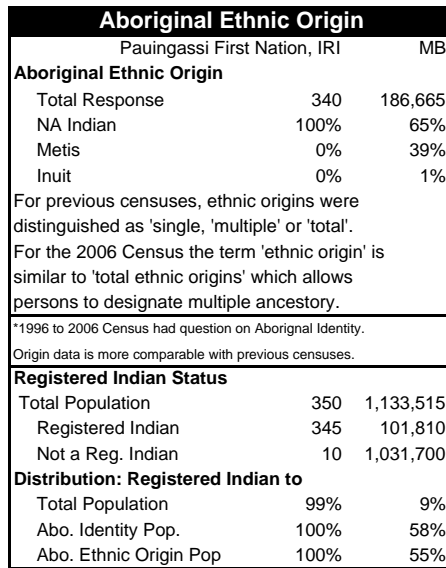 Aboriginal Ethnic Origin
Pauingassi First Nation, IRI MB
Aboriginal Ethnic Origin
Total Response 340 186,665
NA Indian 100% 65%
Metis 0% 39%
Inuit 0% 1%
For previous censuses, ethnic origins were
distinguished as 'single, 'multiple' or 'total'.
For the 2006 Census the term 'ethnic origin' is
similar to 'total ethnic origins' which allows
persons to designate multiple ancestory.
*1996 to 2006 Census had question on Aborignal Identity.
Origin data is more comparable with previous censuses.
Registered Indian Status
Total Population 350 1,133,515
Registered Indian 345 101,810
Not a Reg. Indian 10 1,031,700
Distribution: Registered Indian to
Total Population 99% 9%
Abo. Identity Pop. 100% 58%
Abo. Ethnic Origin Pop 100% 55%